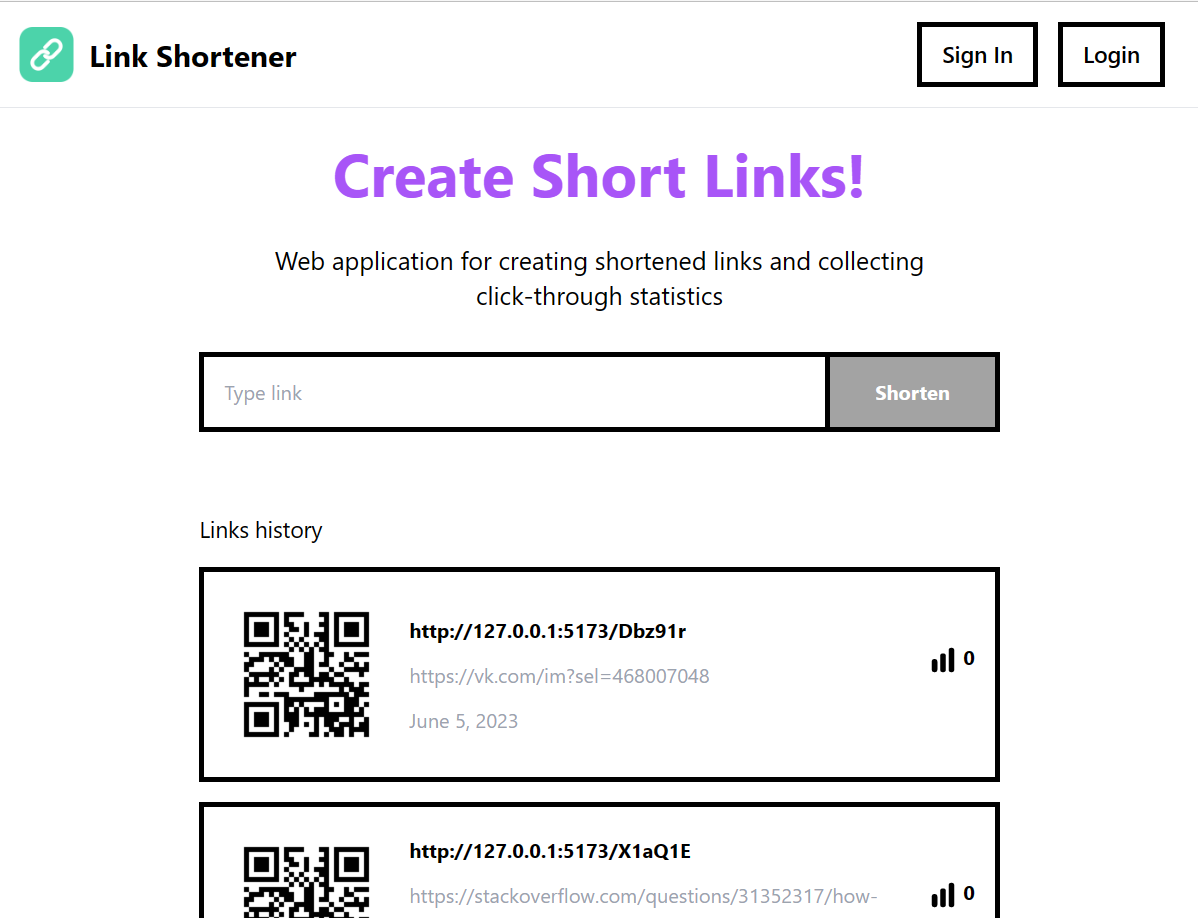 Link Shortener
Sign In
Login
Create Short Links!
Web application for creating shortened links and collecting
click-through statistics
Type link
Shorten
Links history
http://127.0.0.1:5173/Dbz91r
https://vk.com/im?sel=468007048
June 5, 2023
0
http://127.0.0.1:5173/X1aQ1E
https://stackoverflow.com/questions/31352317/how-
0